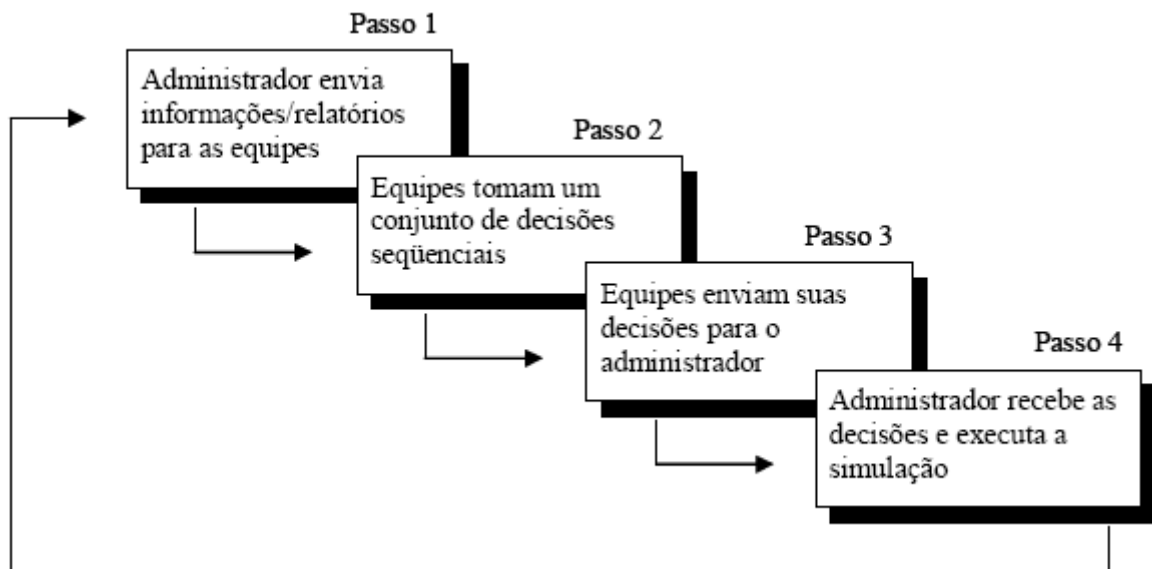 Passo 1
Administrador envia
informações/relatórios
para as equipes
Passo 2
Equipes tomam um
conjunto de decisões
seqüenciais
Passo 3
Equipes enviam suas
decisões para o
administrador
Passo 4
Administrador recebe as
decisões e executa a
simulação